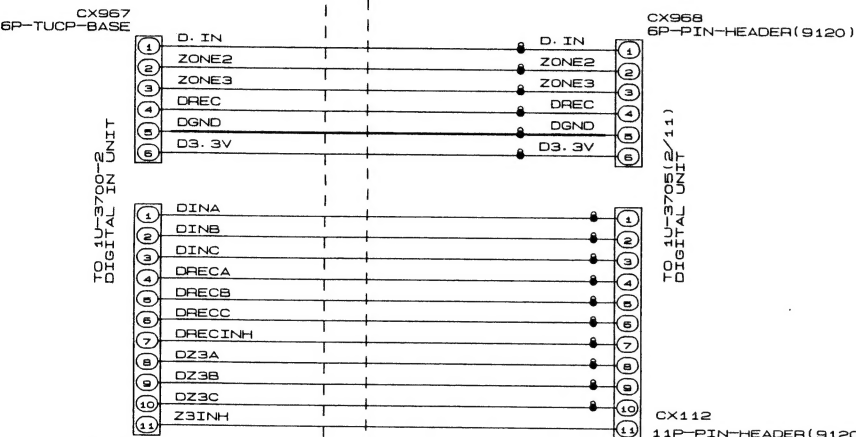 CX967
6P-TUCP-BASE
CX968
6P-PIN-HEADER(9120)
1 D. IN D. IN 1
2 ZONE2 ZONE2 2
3 ZONE3 ZONE3 3
4 DREC DREC 4
5 DGND DGND 5
6 D3. 3V D3. 3V 6
TO 1U-3700-2
DIGITAL IN UNIT
TO 1U-3705(2/11)
DIGITAL UNIT
1 DINA 1
2 DINB 2
3 DINC 3
4 DRECA 4
5 DRECB 5
6 DRECC 6
7 DRECINH 7
8 DZ3A 8
9 DZ3B 9
10 DZ3C 10
11 Z3INH 11
CX112
11P-PIN-HEADER(9120